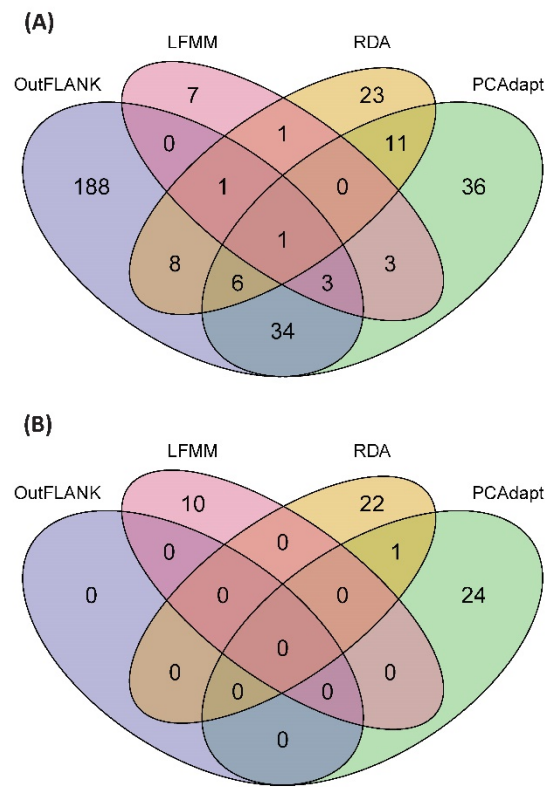 (A)
LFMM RDA
OutFLANK PCAdapt
7 23
0 1 11
188 1 0 36
1
8 6 3 3
34
(B)
LFMM RDA
OutFLANK PCAdapt
10 22
0 0 1
0 0 0 24
0
0 0 0 0
0